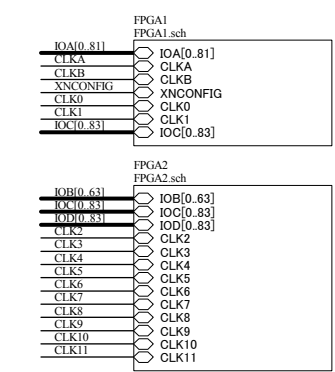 FPGA1
FPGA1.sch
IOA[0..81] IOA[0..81]
CLKA CLKA
CLKB CLKB
XNCONFIG XNCONFIG
CLK0 CLK0
CLK1 CLK1
IOC[0..83] IOC[0..83]
FPGA2
FPGA2.sch
IOB[0..63] IOB[0..63]
IOC[0..83] IOC[0..83]
IOD[0..83] IOD[0..83]
CLK2 CLK2
CLK3 CLK3
CLK4 CLK4
CLK5 CLK5
CLK6 CLK6
CLK7 CLK7
CLK8 CLK8
CLK9 CLK9
CLK10 CLK10
CLK11 CLK11